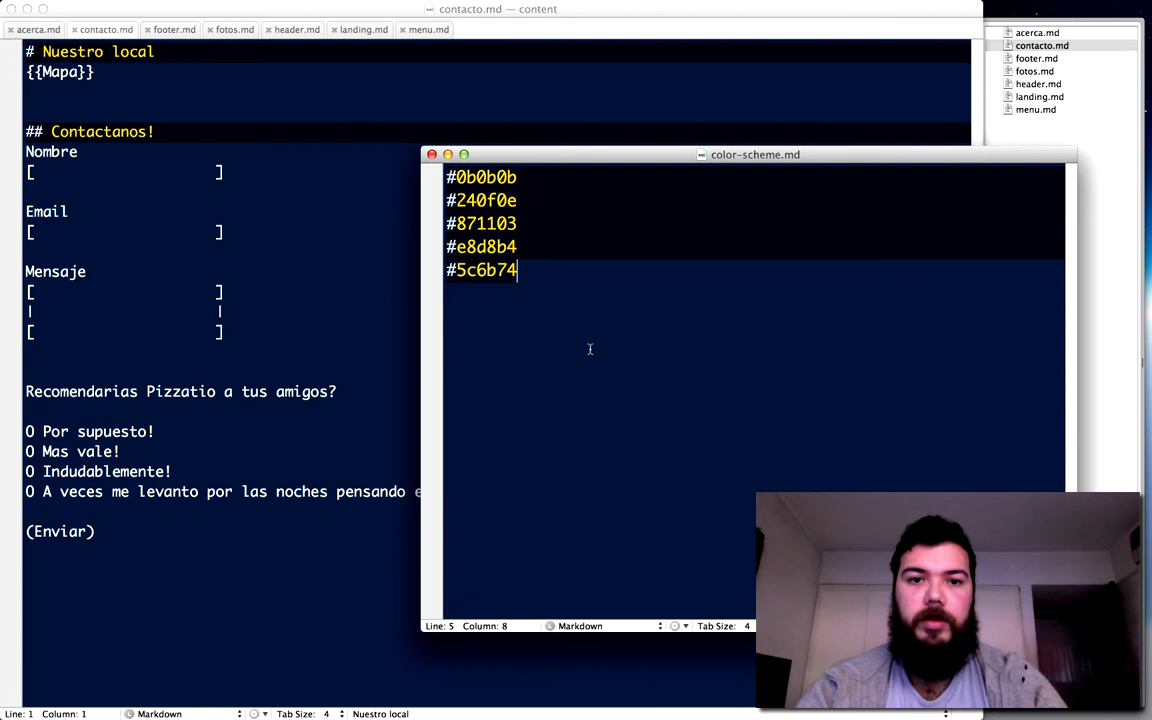 contacto.md — content
acerca.md
contacto.md
footer.md
fotos.md
header.md
landing.md
menu.md
# Nuestro local
{{Mapa}}
## Contactanos!
Nombre
[ ]
Email
[ ]
Mensaje
[ ]
| |
[ ]
Recomendarias Pizzatio a tus amigos?
O Por supuesto!
O Mas vale!
O Indudablemente!
O A veces me levanto por las noches pensando
(Enviar)
Line: 1 Column: 1 Markdown Tab Size: 4 Nuestro local
color-scheme.md
#0b0b0b
#240f0e
#871103
#e8d8b4
#5c6b74
Line: 5 Column: 8 Markdown Tab Size: 4
acerca.md
contacto.md
footer.md
fotos.md
header.md
landing.md
menu.md